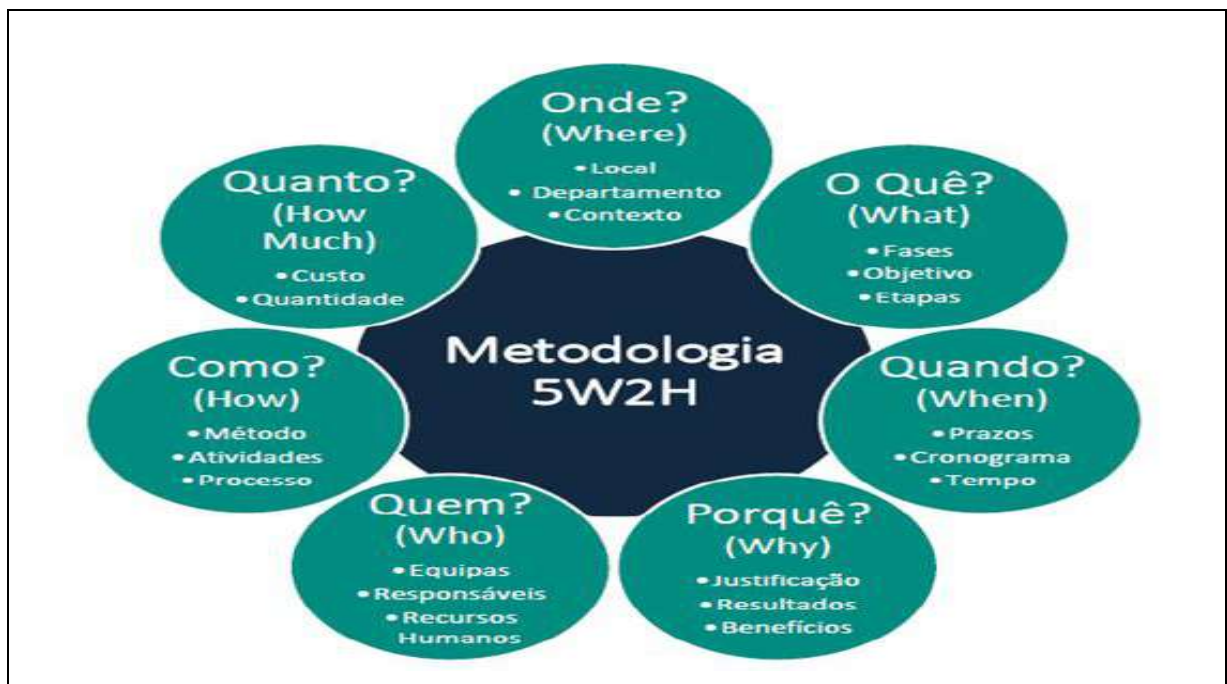 Onde?
(Where)
• Local
• Departamento
• Contexto
O Quê?
(What)
• Fases
• Objetivo
• Etapas
Quando?
(When)
• Prazos
• Cronograma
• Tempo
Porquê?
(Why)
• Justificação
• Resultados
• Benefícios
Quem?
(Who)
• Equipas
• Responsáveis
• Recursos
Humanos
Como?
(How)
• Método
• Atividades
• Processo
Quanto?
(How
Much)
• Custo
• Quantidade
Metodologia
5W2H